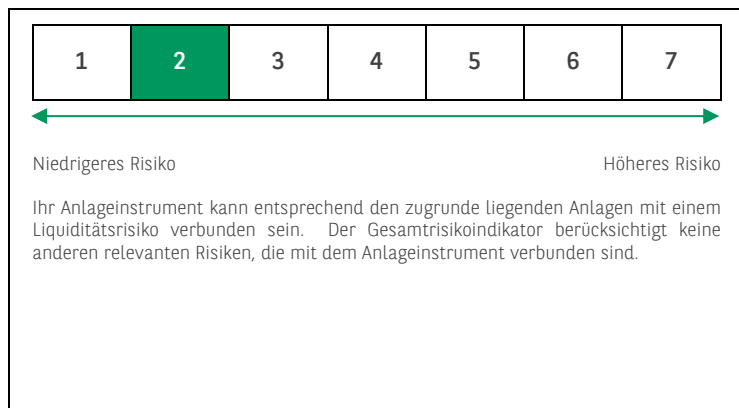 1 2 3 4 5 6 7
Niedrigeres Risiko Höheres Risiko
Ihr Anlageinstrument kann entsprechend den zugrunde liegenden Anlagen mit einem
Liquiditätsrisiko verbunden sein. Der Gesamtrisikoindikator berücksichtigt keine
anderen relevanten Risiken, die mit dem Anlageinstrument verbunden sind.